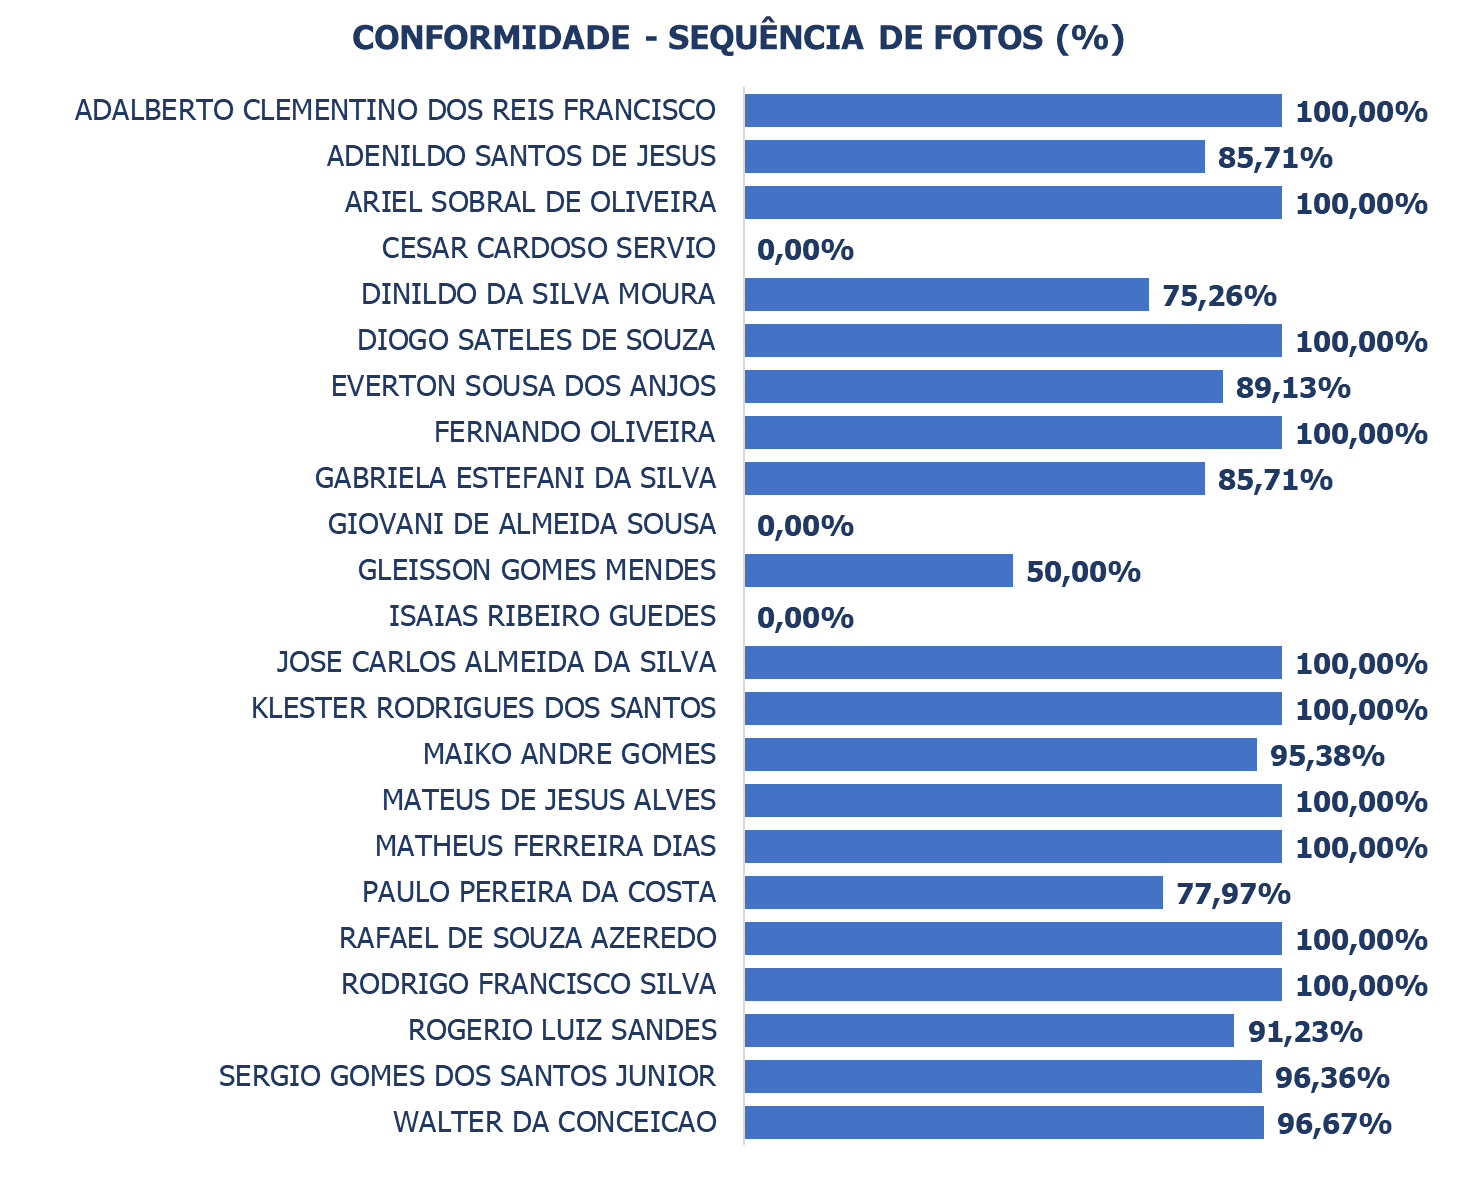 CONFORMIDADE - SEQUÊNCIA DE FOTOS (%)
ADALBERTO CLEMENTINO DOS REIS FRANCISCO 100,00%
ADENILDO SANTOS DE JESUS 85,71%
ARIEL SOBRAL DE OLIVEIRA 100,00%
CESAR CARDOSO SERVIO 0,00%
DINILDO DA SILVA MOURA 75,26%
DIOGO SATELES DE SOUZA 100,00%
EVERTON SOUSA DOS ANJOS 89,13%
FERNANDO OLIVEIRA 100,00%
GABRIELA ESTEFANI DA SILVA 85,71%
GIOVANI DE ALMEIDA SOUSA 0,00%
GLEISSON GOMES MENDES 50,00%
ISAIAS RIBEIRO GUEDES 0,00%
JOSE CARLOS ALMEIDA DA SILVA 100,00%
KLESTER RODRIGUES DOS SANTOS 100,00%
MAIKO ANDRE GOMES 95,38%
MATEUS DE JESUS ALVES 100,00%
MATHEUS FERREIRA DIAS 100,00%
PAULO PEREIRA DA COSTA 77,97%
RAFAEL DE SOUZA AZEREDO 100,00%
RODRIGO FRANCISCO SILVA 100,00%
ROGERIO LUIZ SANDES 91,23%
SERGIO GOMES DOS SANTOS JUNIOR 96,36%
WALTER DA CONCEICAO 96,67%